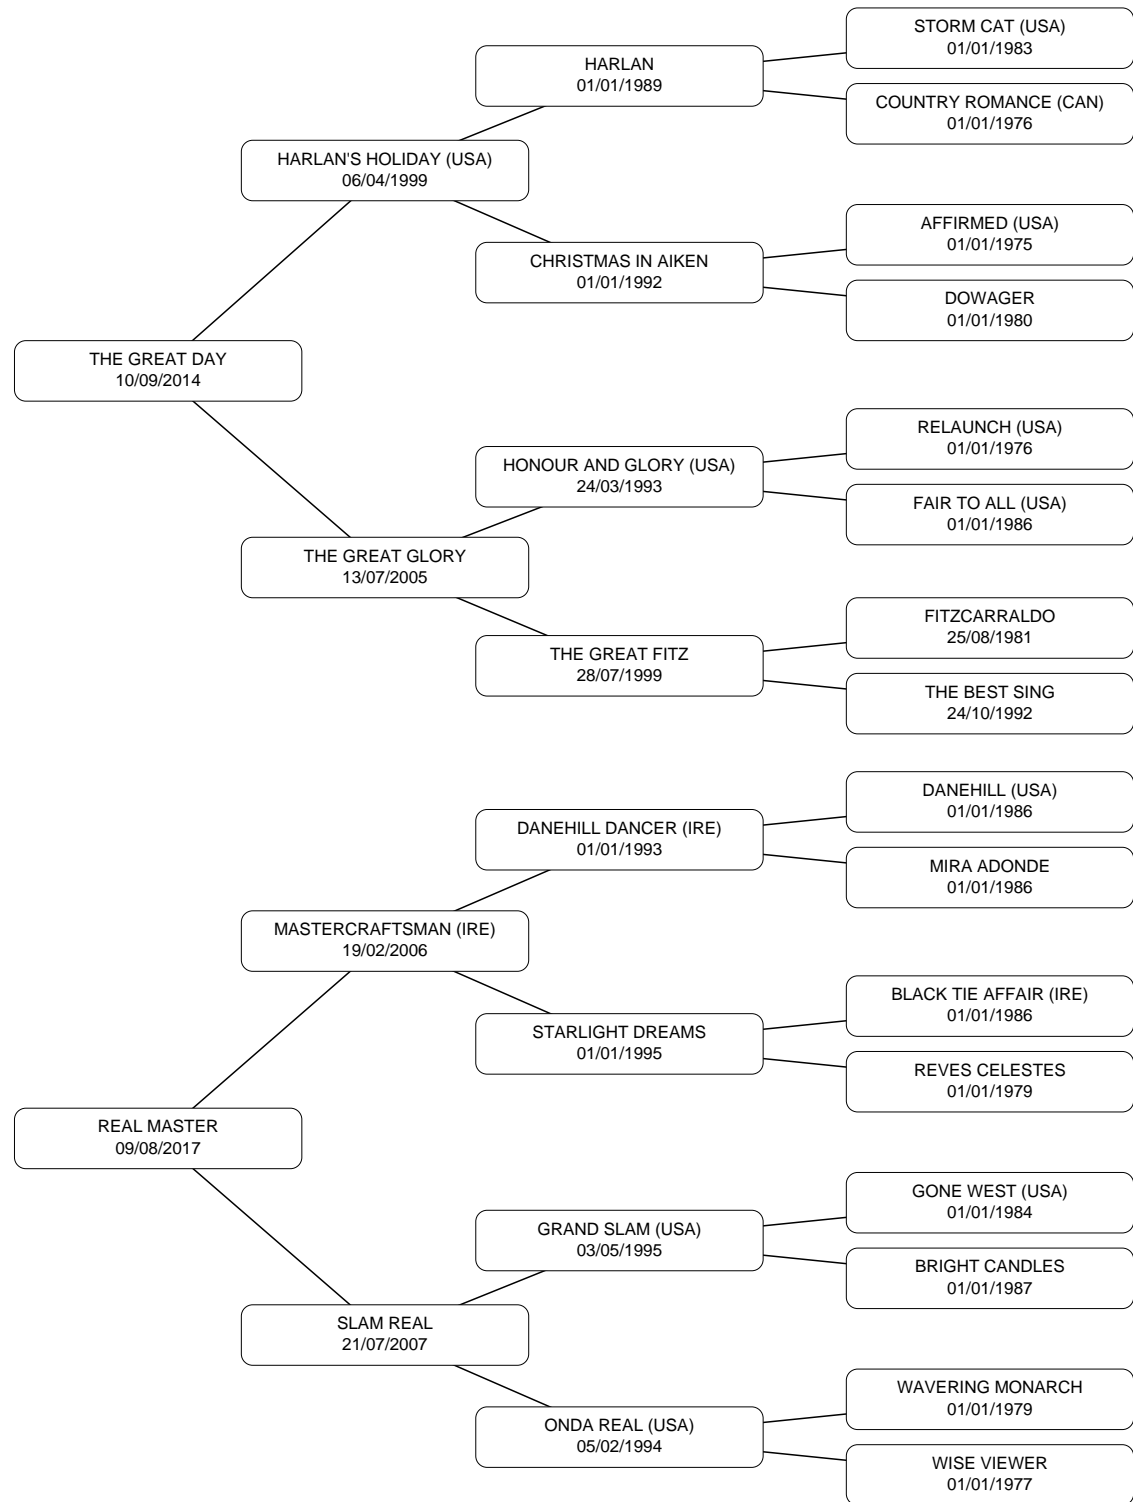 STORM CAT (USA)
01/01/1983
HARLAN
01/01/1989
COUNTRY ROMANCE (CAN)
01/01/1976
HARLAN'S HOLIDAY (USA)
06/04/1999
AFFIRMED (USA)
01/01/1975
CHRISTMAS IN AIKEN
01/01/1992
DOWAGER
01/01/1980
THE GREAT DAY
10/09/2014
RELAUNCH (USA)
01/01/1976
HONOUR AND GLORY (USA)
24/03/1993
FAIR TO ALL (USA)
01/01/1986
THE GREAT GLORY
13/07/2005
FITZCARRALDO
25/08/1981
THE GREAT FITZ
28/07/1999
THE BEST SING
24/10/1992
DANEHILL (USA)
01/01/1986
DANEHILL DANCER (IRE)
01/01/1993
MIRA ADONDE
01/01/1986
MASTERCRAFTSMAN (IRE)
19/02/2006
BLACK TIE AFFAIR (IRE)
01/01/1986
STARLIGHT DREAMS
01/01/1995
REVES CELESTES
01/01/1979
REAL MASTER
09/08/2017
GONE WEST (USA)
01/01/1984
GRAND SLAM (USA)
03/05/1995
BRIGHT CANDLES
01/01/1987
SLAM REAL
21/07/2007
WAVERING MONARCH
01/01/1979
ONDA REAL (USA)
05/02/1994
WISE VIEWER
01/01/1977